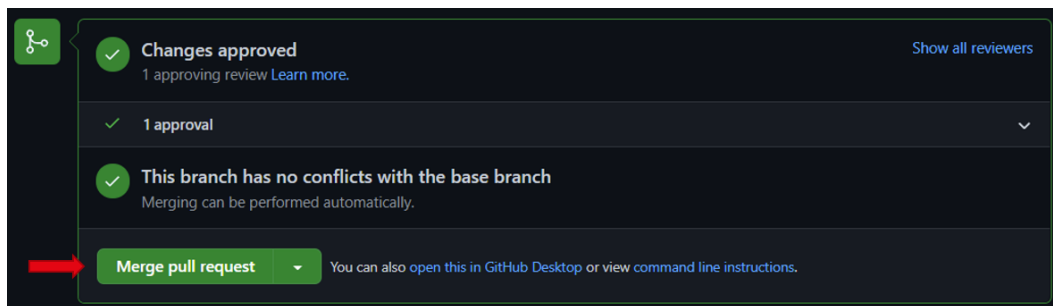 Changes approved
Show all reviewers
1 approving review Learn more.
1 approval
This branch has no conflicts with the base branch
Merging can be performed automatically.
Merge pull request
You can also open this in GitHub Desktop or view command line instructions.